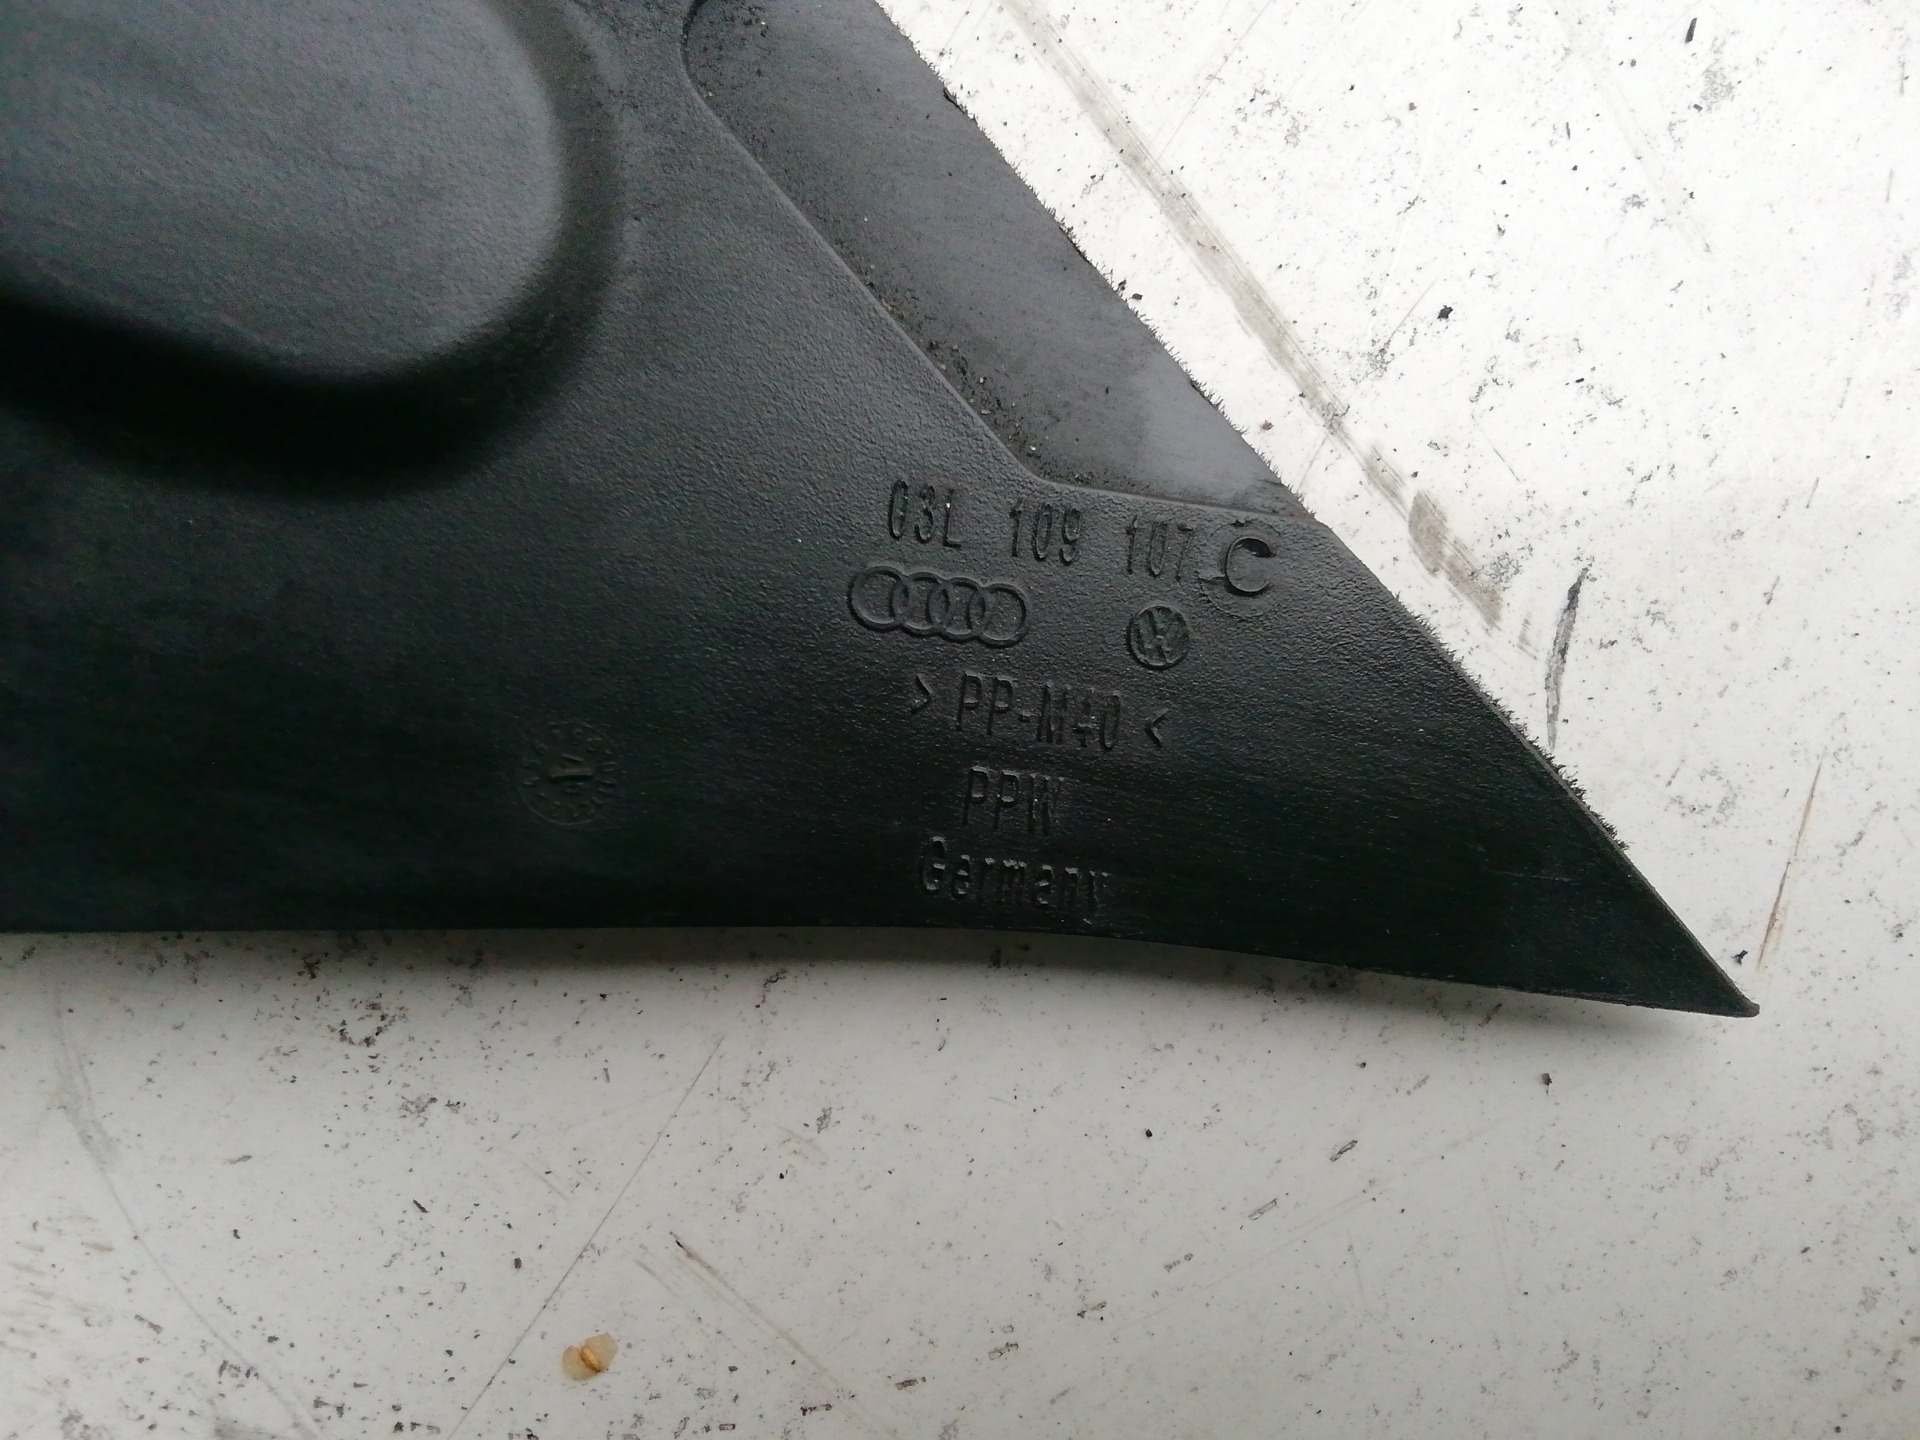 03L 109 107 C
> PP-M40 <
PPW
Germany